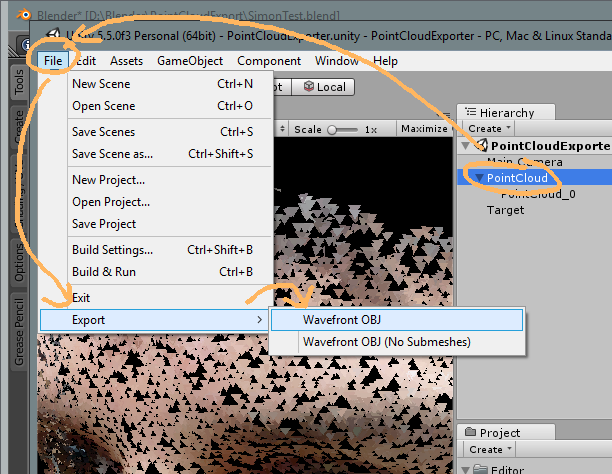 Blender* [D:\Blender\PointCloudExport\SimonTest.blend]
Unity 5.5.0f3 Personal (64bit) - PointCloudExporter.unity - PointCloudExporter - PC, Mac & Linux Standa
File Edit Assets GameObject Component Window Help
New Scene Ctrl+N
Open Scene Ctrl+O
Save Scenes Ctrl+S
Save Scene as... Ctrl+Shift+S
New Project...
Open Project...
Save Project
Build Settings... Ctrl+Shift+B
Build & Run Ctrl+B
Exit
Export
Wavefront OBJ
Wavefront OBJ (No Submeshes)
Local
Scale 1x Maximize
Hierarchy
Create
PointCloudExporte
Main Camera
PointCloud
PointCloud_0
Target
Project
Create
Editor
Tools
Create
Options
Grease Pencil